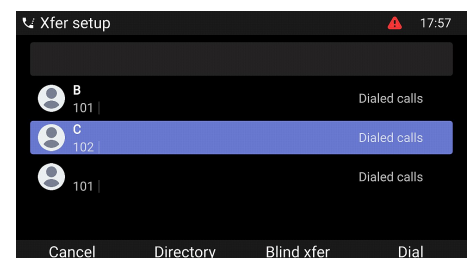 Xfer setup 17:57
B
101 | Dialed calls
C
102 | Dialed calls
101 | Dialed calls
Cancel Directory Blind xfer Dial